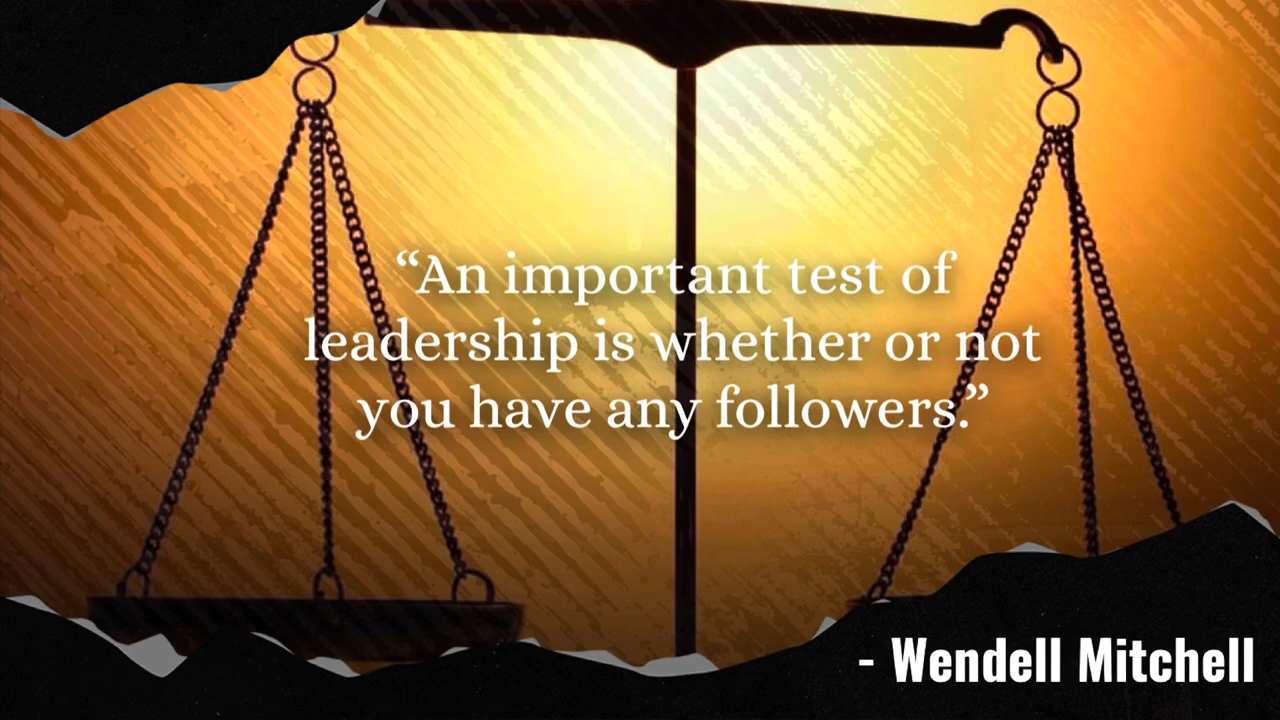 “An important test of
leadership is whether or not
you have any followers.”
- Wendell Mitchell